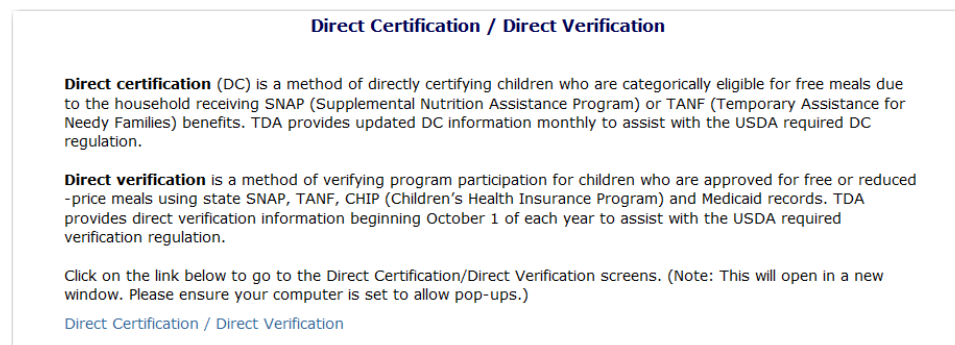 Direct Certification / Direct Verification
Direct certification (DC) is a method of directly certifying children who are categorically eligible for free meals due
to the household receiving SNAP (Supplemental Nutrition Assistance Program) or TANF (Temporary Assistance for
Needy Families) benefits. TDA provides updated DC information monthly to assist with the USDA required DC
regulation.
Direct verification is a method of verifying program participation for children who are approved for free or reduced
-price meals using state SNAP, TANF, CHIP (Children’s Health Insurance Program) and Medicaid records. TDA
provides direct verification information beginning October 1 of each year to assist with the USDA required
verification regulation.
Click on the link below to go to the Direct Certification/Direct Verification screens. (Note: This will open in a new
window. Please ensure your computer is set to allow pop-ups.)
Direct Certification / Direct Verification